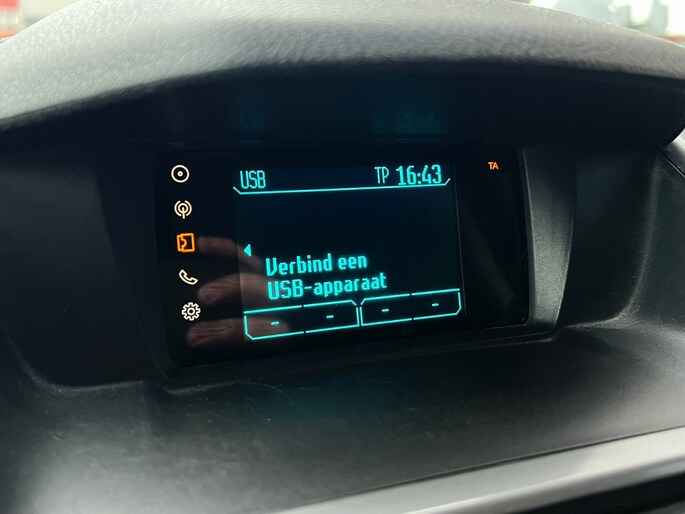 USB TP 16:43 TA
Verbind een
USB-apparaat
- - - -